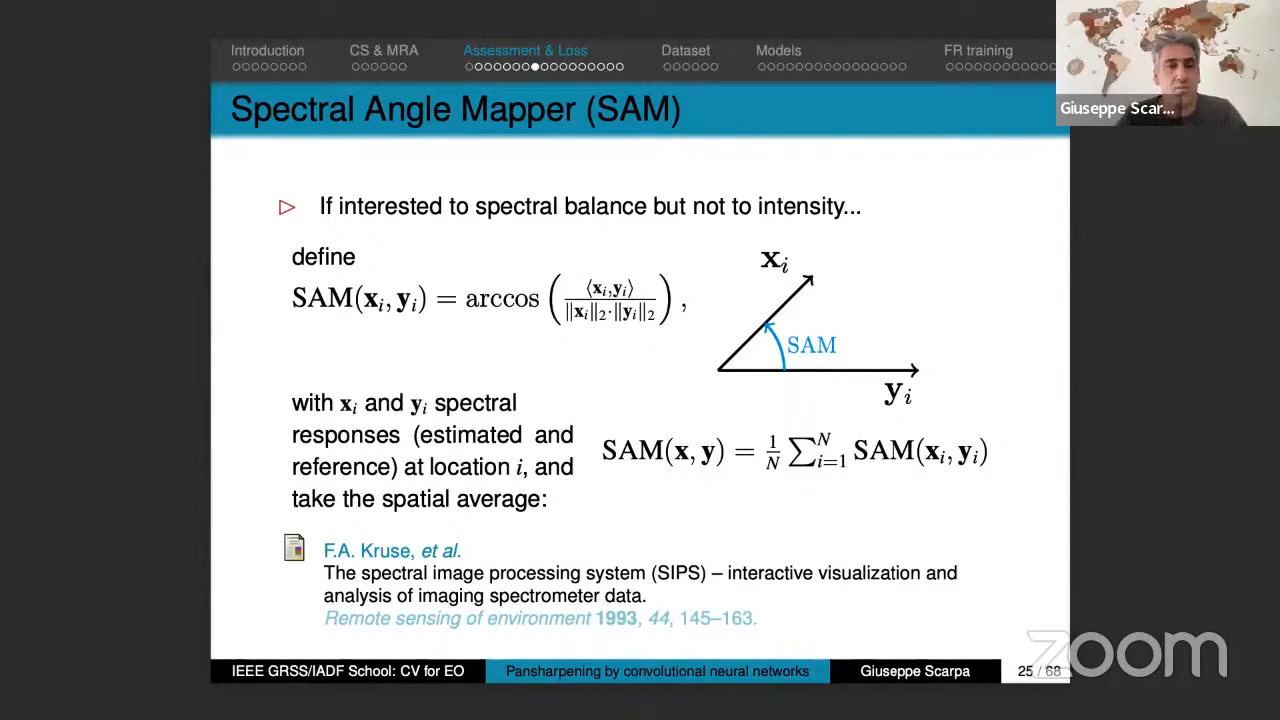 Introduction CS & MRA Assessment & Loss Dataset Models FR training
Giuseppe Scar...
Spectral Angle Mapper (SAM)
▷ If interested to spectral balance but not to intensity...
define
SAM(𝐱ᵢ, 𝐲ᵢ) = arccos (⟨𝐱ᵢ,𝐲ᵢ⟩ / ‖𝐱ᵢ‖₂·‖𝐲ᵢ‖₂) ,
𝐱ᵢ
SAM
𝐲ᵢ
with 𝐱ᵢ and 𝐲ᵢ spectral
responses (estimated and
reference) at location i, and
take the spatial average:
SAM(𝐱, 𝐲) = 1/N ∑ᵢ₌₁ᴺ SAM(𝐱ᵢ, 𝐲ᵢ)
F.A. Kruse, et al.
The spectral image processing system (SIPS) – interactive visualization and
analysis of imaging spectrometer data.
Remote sensing of environment 1993, 44, 145–163.
IEEE GRSS/IADF School: CV for EO Pansharpening by convolutional neural networks Giuseppe Scarpa 25 / 68
zoom